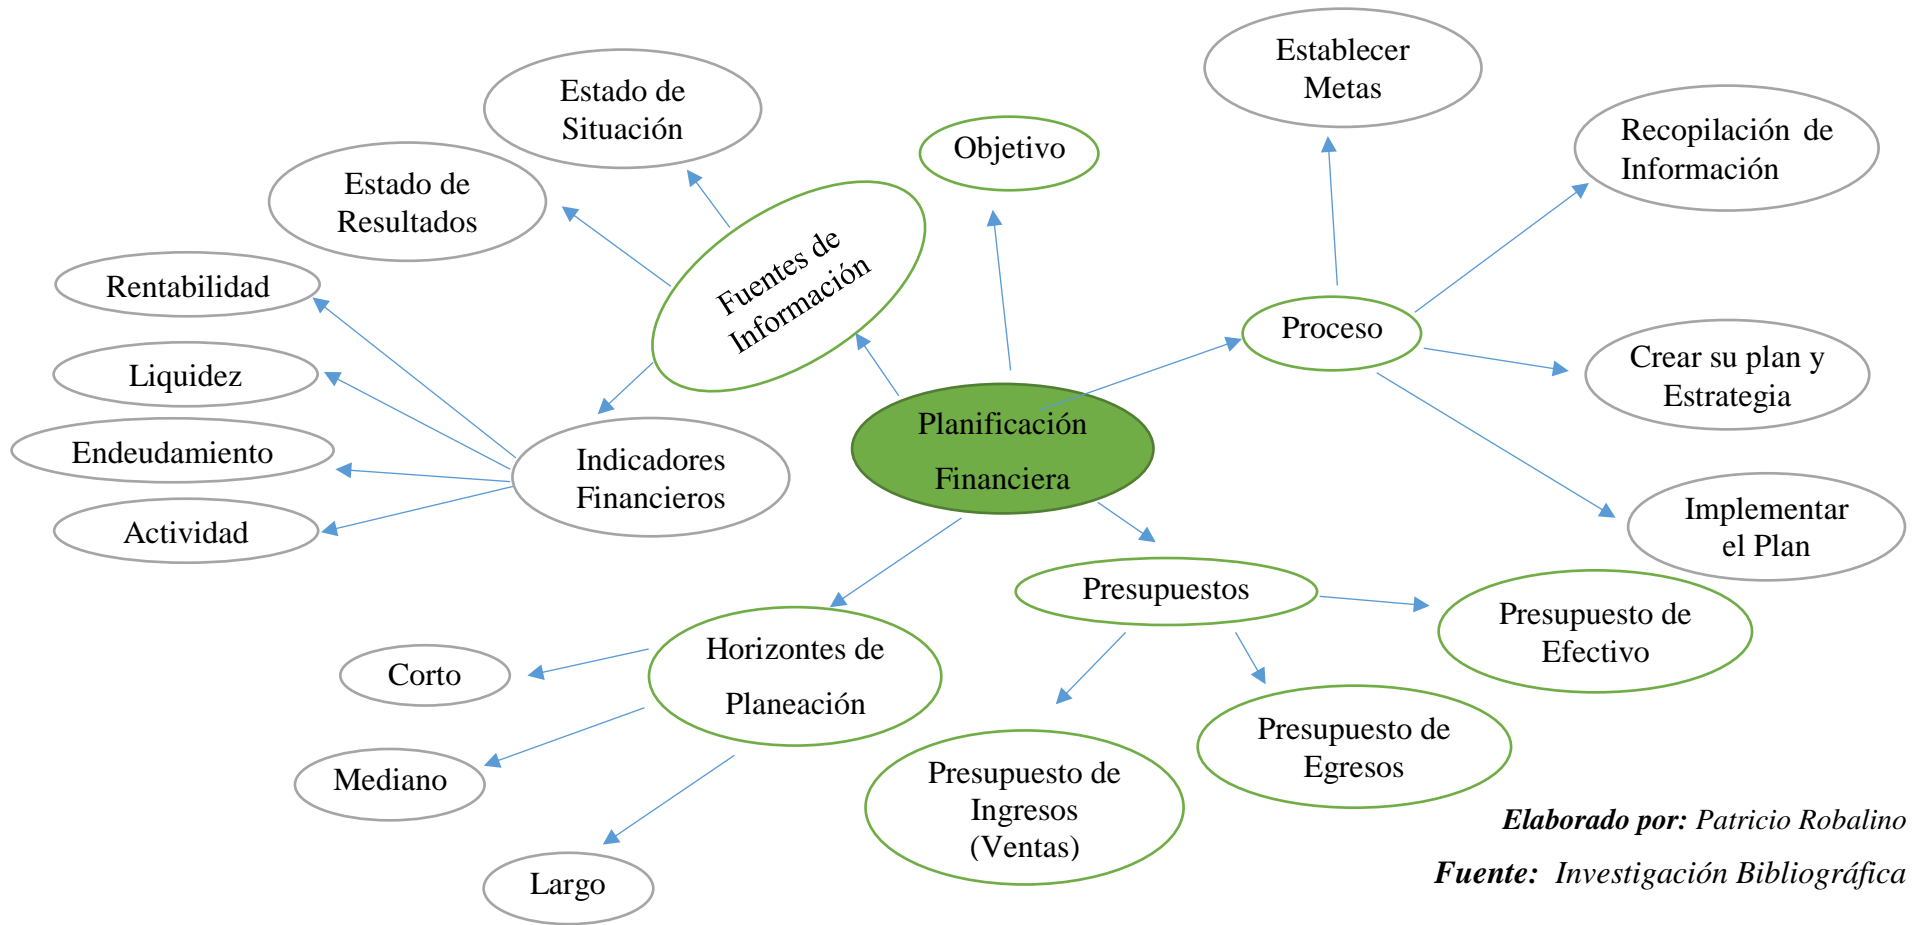 Establecer
Metas
Estado de
Situación
Objetivo
Recopilación de
Información
Estado de
Resultados
Fuentes de
Información
Rentabilidad
Proceso
Liquidez
Crear su plan y
Estrategia
Planificación
Financiera
Endeudamiento
Indicadores
Financieros
Actividad
Implementar
el Plan
Presupuestos
Presupuesto de
Efectivo
Horizontes de
Planeación
Corto
Mediano
Largo
Presupuesto de
Egresos
Presupuesto de
Ingresos
(Ventas)
Elaborado por: Patricio Robalino
Fuente: Investigación Bibliográfica